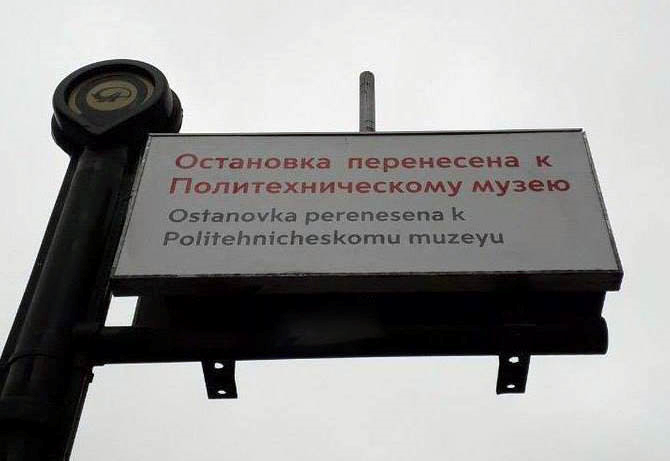 Остановка перенесена к
Политехническому музею
Ostanovka perenesena k
Politehnicheskomu muzeyu